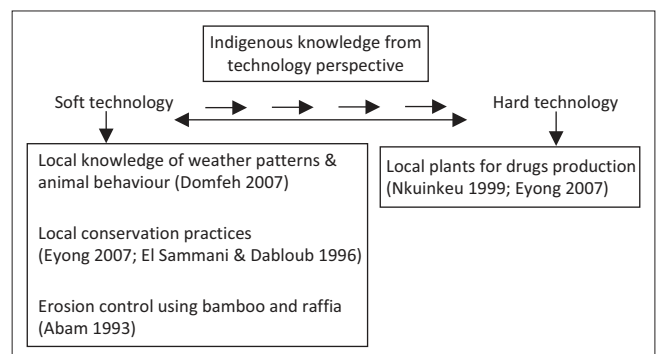 Indigenous knowledge from
technology perspective
Soft technology
Hard technology
Local knowledge of weather patterns &
animal behaviour (Domfeh 2007)
Local conservation practices
(Eyong 2007; El Sammani & Dabloub 1996)
Erosion control using bamboo and raffia
(Abam 1993)
Local plants for drugs production
(Nkuinkeu 1999; Eyong 2007)